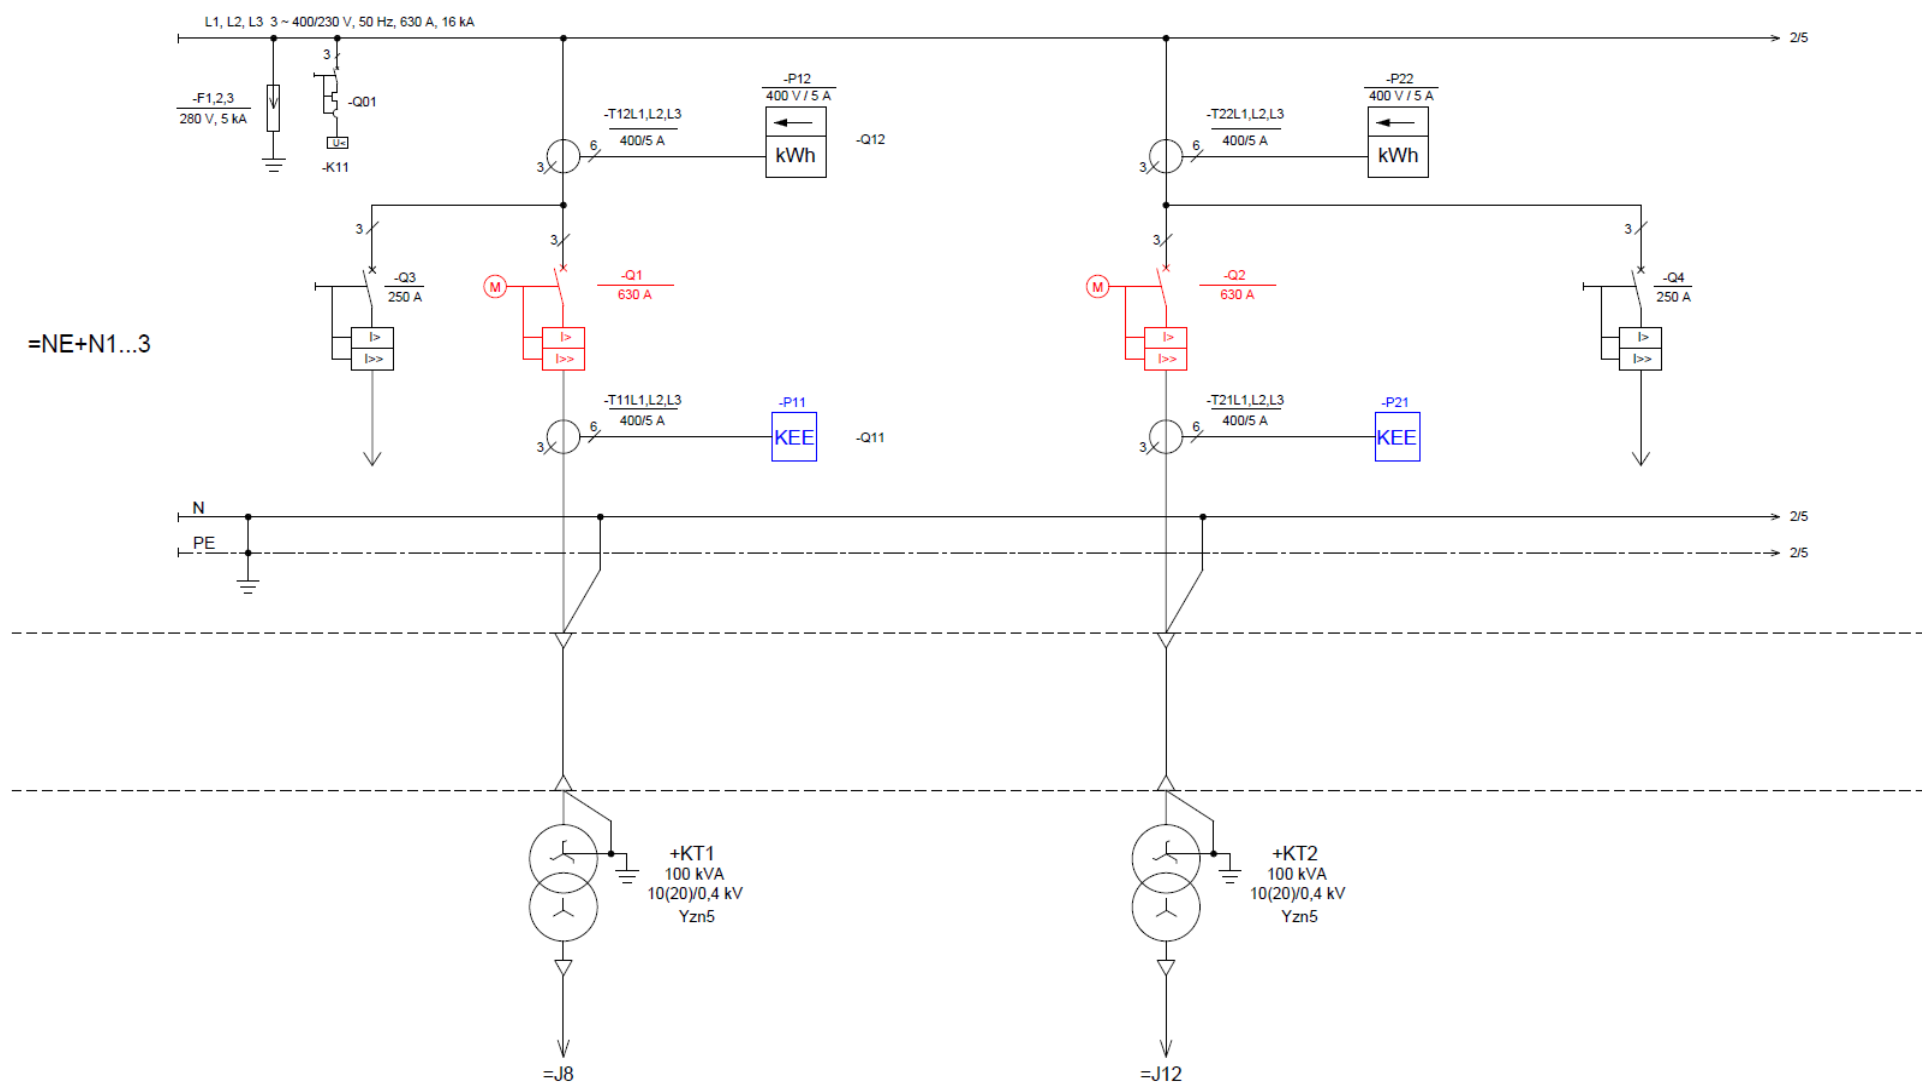 L1, L2, L3 3 ~ 400/230 V, 50 Hz, 630 A, 16 kA
2/5
3
-F1,2,3
280 V, 5 kA
-Q01
U<
-K11
-T12L1,L2,L3
400/5 A
3
6
-P12
400 V / 5 A
kWh
-Q12
-T22L1,L2,L3
400/5 A
3
6
-P22
400 V / 5 A
kWh
3
3
3
3
-Q3
250 A
I>
I>>
M
-Q1
630 A
I>
I>>
M
-Q2
630 A
I>
I>>
-Q4
250 A
I>
I>>
=NE+N1...3
-T11L1,L2,L3
400/5 A
3
6
-P11
KEE
-Q11
-T21L1,L2,L3
400/5 A
3
6
-P21
KEE
N
2/5
PE
2/5
+KT1
100 kVA
10(20)/0,4 kV
Yzn5
+KT2
100 kVA
10(20)/0,4 kV
Yzn5
=J8
=J12